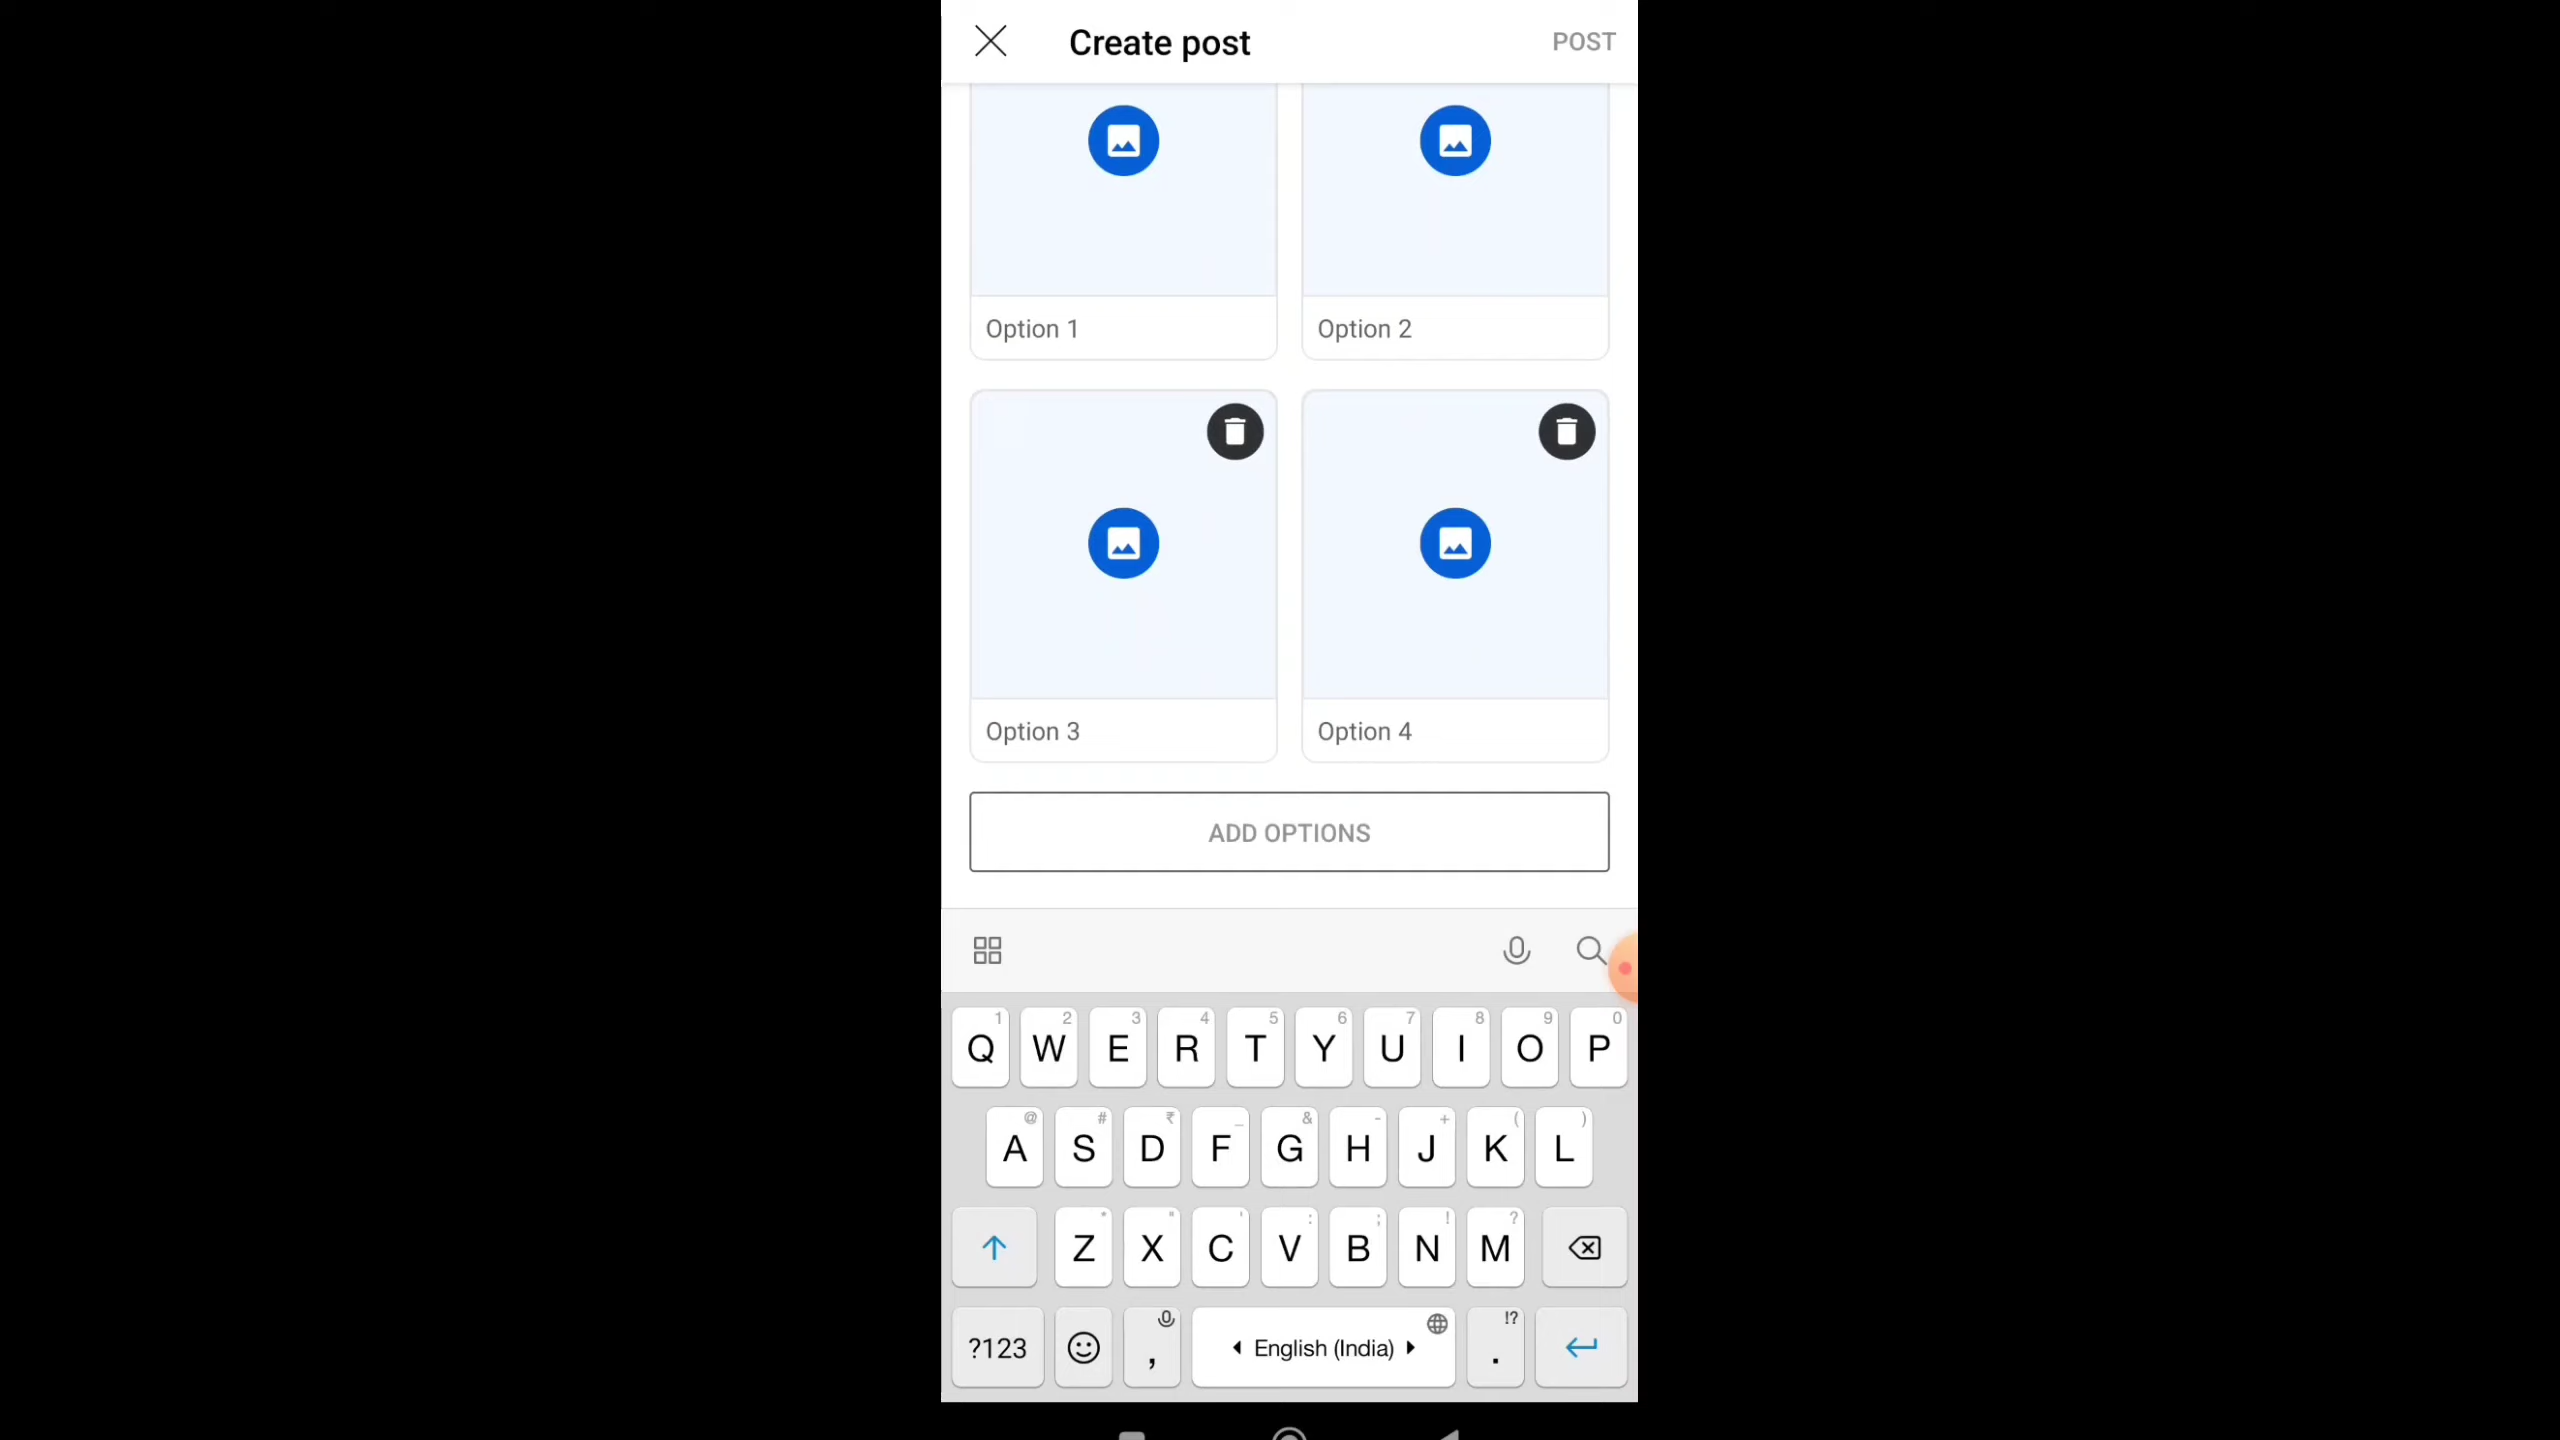 Create post
POST
Option 1
Option 2
Option 3
Option 4
ADD OPTIONS
1 2 3 4 5 6 7 8 9 0
Q W E R T Y U I O P
@ # ₹ _ & - + ( )
A S D F G H J K L
* " ' : ; ! ?
Z X C V B N M
!?
?123 , English (India) .